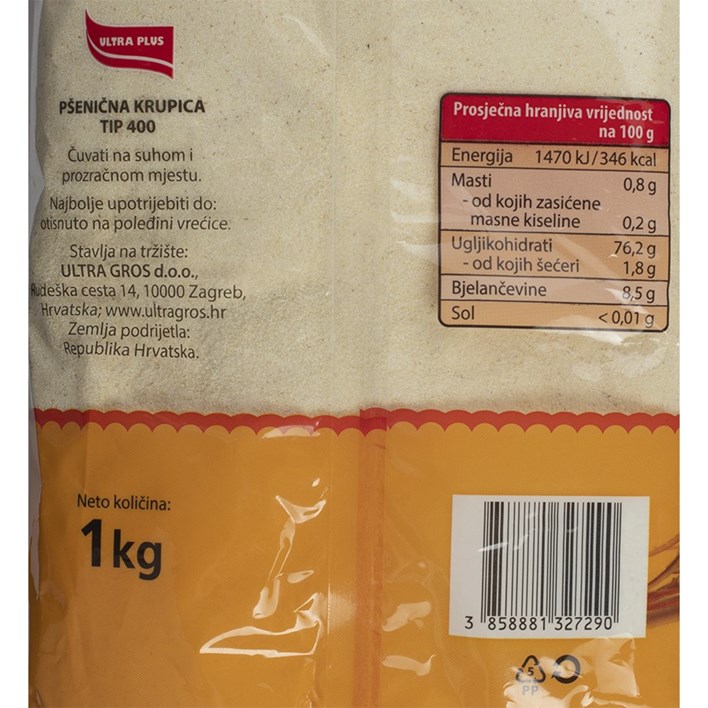 ULTRA PLUS
PŠENIČNA KRUPICA
TIP 400
Čuvati na suhom i
prozračnom mjestu.
Najbolje upotrijebiti do:
otisnuto na poleđini vrećice.
Stavlja na tržište:
ULTRA GROS d.o.o.,
Rudeška cesta 14, 10000 Zagreb,
Hrvatska; www.ultragros.hr
Zemlja podrijetla:
Republika Hrvatska.
Neto količina:
1kg
Prosječna hranjiva vrijednost
na 100 g
Energija 1470 kJ/346 kcal
Masti 0,8 g
- od kojih zasićene
masne kiseline 0,2 g
Ugljikohidrati 76,2 g
- od kojih šećeri 1,8 g
Bjelančevine 8,5 g
Sol < 0,01 g
3 858881 327290
5
PP